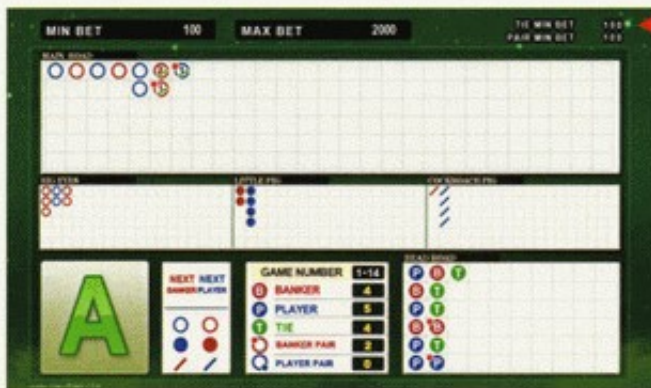 MIN BET 100 MAX BET 2000
TIE MIN BET 100
PAIR MIN BET 100
MAIN ROAD
BIG EYES LITTLE PIG COCKROACH PIG
A
NEXT NEXT
BANKER PLAYER
GAME NUMBER 1-14
B BANKER 4
P PLAYER 5
T TIE 4
BANKER PAIR 2
PLAYER PAIR 0
BEAD ROAD
P B T
B T
B T
B B
P T
P P